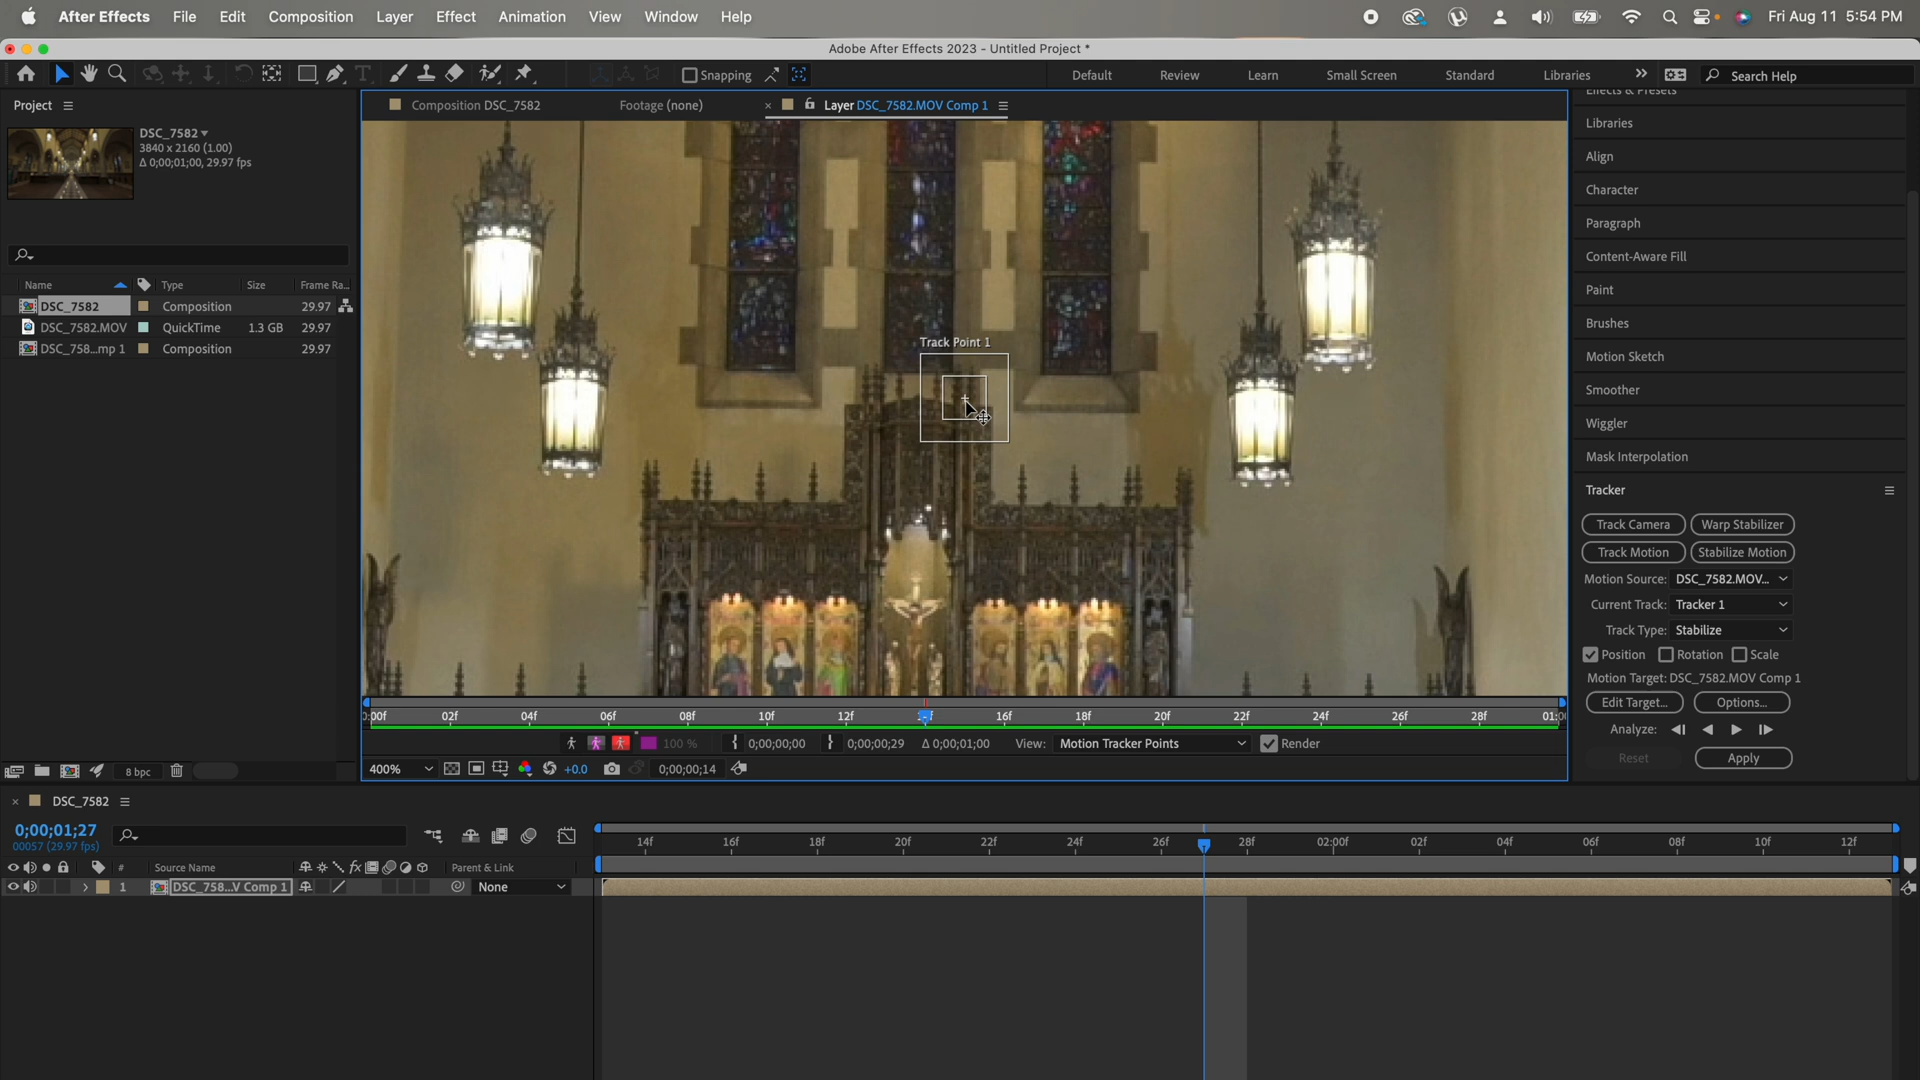 After Effects File Edit Composition Layer Effect Animation View Window Help Fri Aug 11 5:54 PM
Adobe After Effects 2023 - Untitled Project *
Snapping Default Review Learn Small Screen Standard Libraries Search Help
Project
DSC_7582
3840 x 2160 (1.00)
Δ 0;00;01;00, 29.97 fps
Name Type Size Frame Ra...
DSC_7582 Composition 29.97
DSC_7582.MOV QuickTime 1.3 GB 29.97
DSC_758...mp 1 Composition 29.97
8 bpc
Composition DSC_7582 Footage (none) Layer DSC_7582.MOV Comp 1
Track Point 1
0:00f 02f 04f 06f 08f 10f 12f 16f 18f 20f 22f 24f 26f 28f 01:0
100 % 0;00;00;00 0;00;00;29 Δ 0;00;01;00 View: Motion Tracker Points Render
400% +0.0 0;00;00;14
Effects & Presets
Libraries
Align
Character
Paragraph
Content-Aware Fill
Paint
Brushes
Motion Sketch
Smoother
Wiggler
Mask Interpolation
Tracker
Track Camera Warp Stabilizer
Track Motion Stabilize Motion
Motion Source: DSC_7582.MOV...
Current Track: Tracker 1
Track Type: Stabilize
Position Rotation Scale
Motion Target: DSC_7582.MOV Comp 1
Edit Target... Options...
Analyze:
Reset Apply
DSC_7582
0;00;01;27
00057 (29.97 fps)
# Source Name fx Parent & Link
1 DSC_758...V Comp 1 None
14f 16f 18f 20f 22f 24f 26f 28f 02:00f 02f 04f 06f 08f 10f 12f